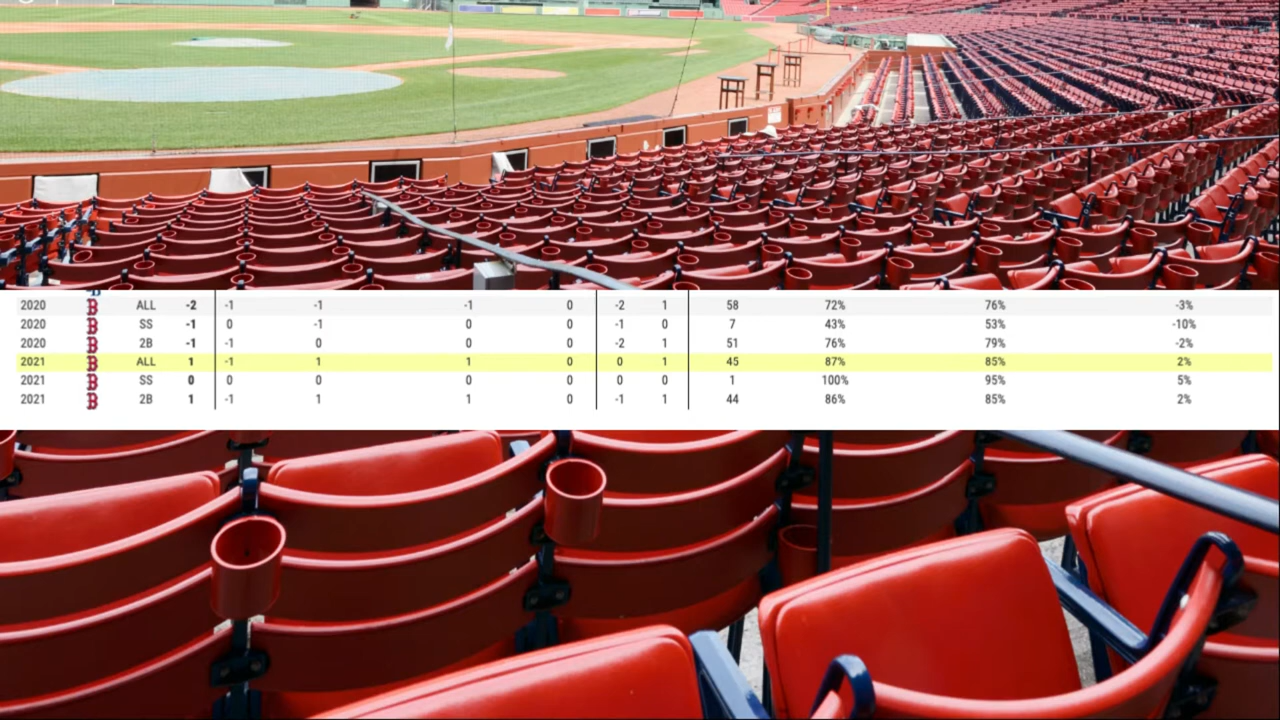 2020 B ALL -2 -1 -1 -1 0 -2 1 58 72% 76% -3%
2020 B SS -1 0 -1 0 0 -1 0 7 43% 53% -10%
2020 B 2B -1 -1 0 0 0 -2 1 51 76% 79% -2%
2021 B ALL 1 -1 1 1 0 0 1 45 87% 85% 2%
2021 B SS 0 0 0 0 0 0 0 1 100% 95% 5%
2021 B 2B 1 -1 1 1 0 -1 1 44 86% 85% 2%